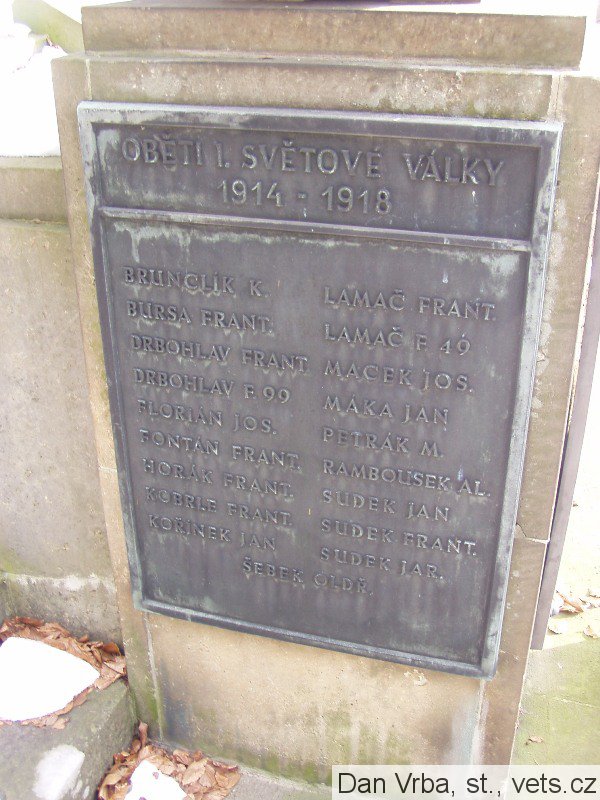 OBĚTI I. SVĚTOVÉ VÁLKY
1914 - 1918
BRUNCLÍK K.
BURSA FRANT.
DRBOHLAV FRANT
DRBOHLAV F. 99
FLORIÁN JOS.
FONTÁN FRANT.
HORÁK FRANT.
KOBRLE FRANT.
KOŘÍNEK JAN
LAMAČ FRANT.
LAMAČ F. 49
MACEK JOS.
MÁKA JAN
PETRÁK M.
RAMBOUSEK AL.
SUDEK JAN
SUDEK FRANT.
SUDEK JAR.
ŠEBEK OLDŘ.
Dan Vrba, st., vets.cz